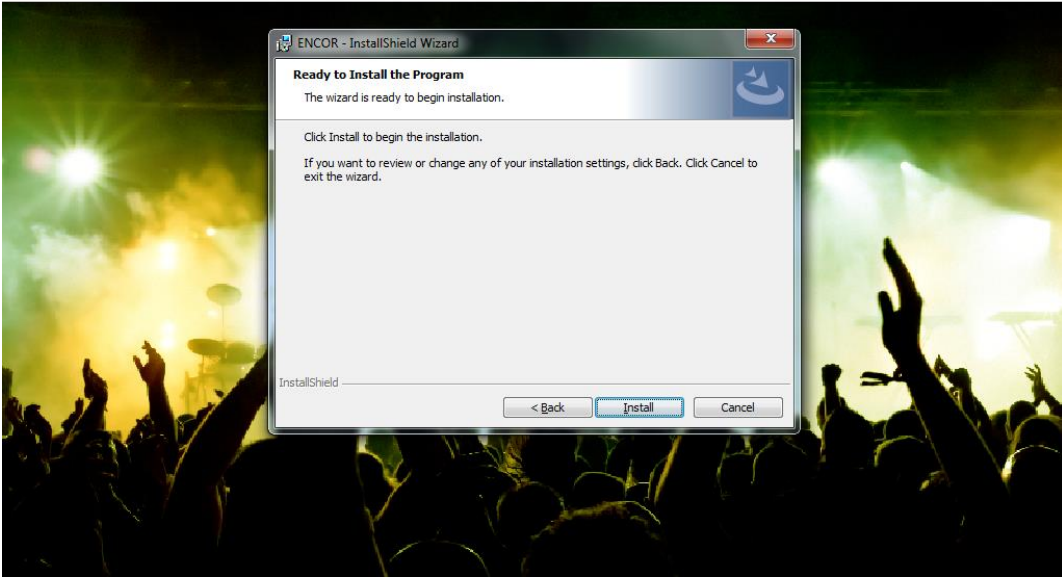 ENCOR - InstallShield Wizard
Ready to Install the Program
The wizard is ready to begin installation.
Click Install to begin the installation.
If you want to review or change any of your installation settings, click Back. Click Cancel to
exit the wizard.
InstallShield
< Back Install Cancel